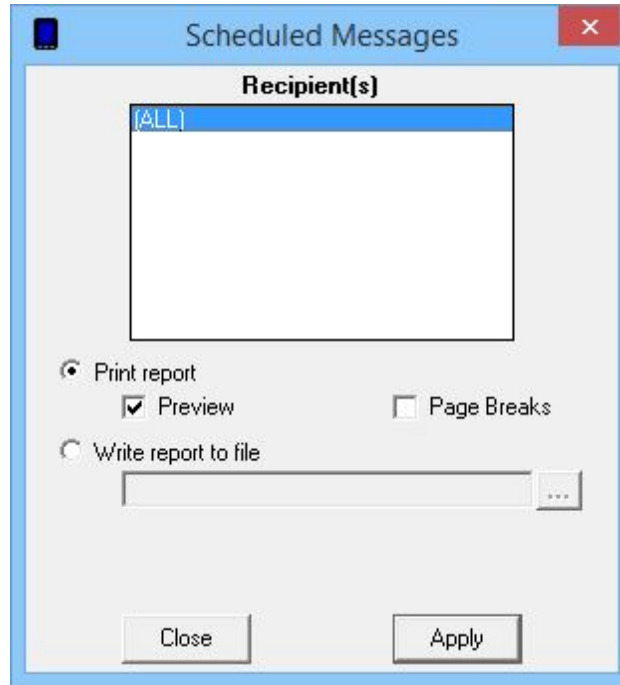 Scheduled Messages
Recipient(s)
(ALL)
Print report
Preview
Page Breaks
Write report to file
...
Close
Apply